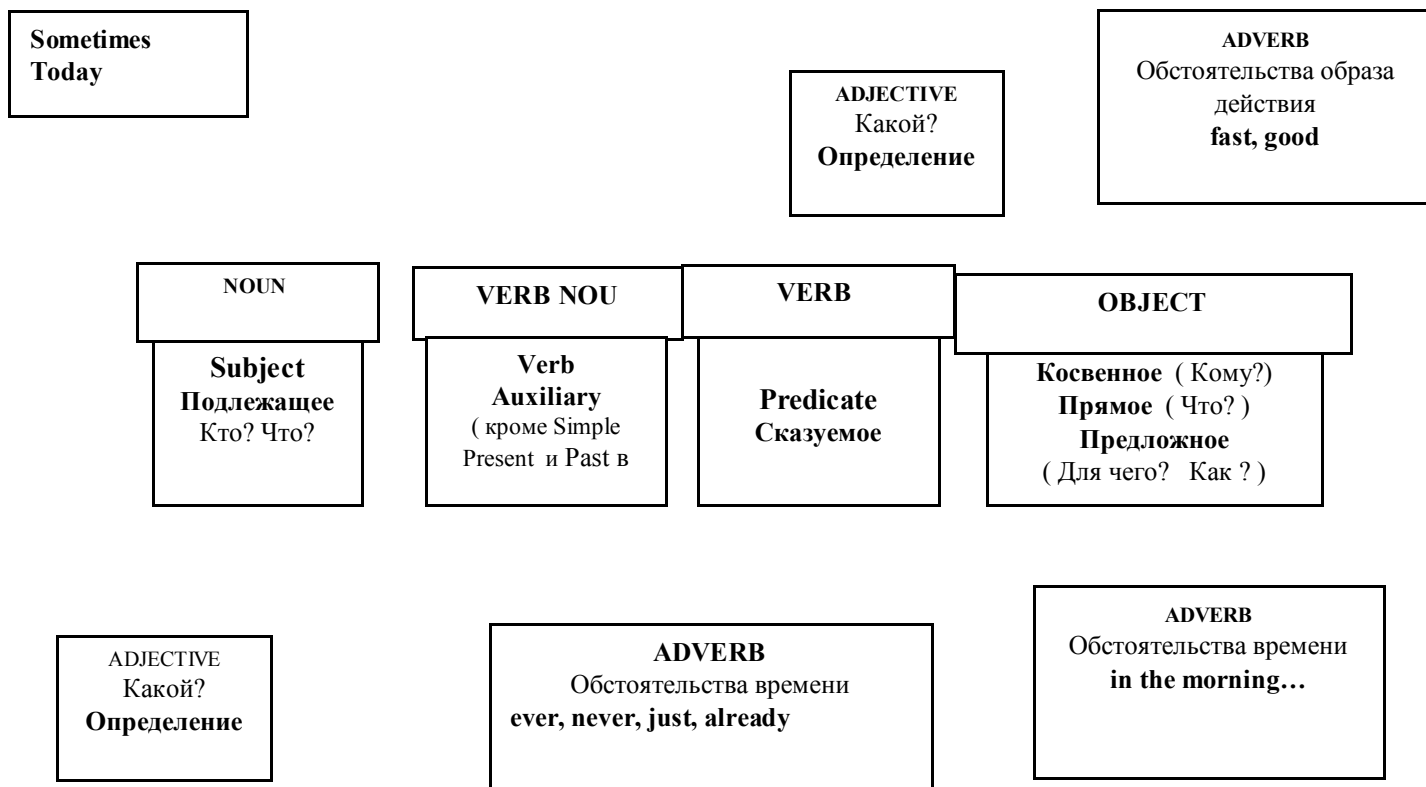 Sometimes
Today
ADVERB
Обстоятельства образа
действия
fast, good
ADJECTIVE
Какой?
Определение
NOUN
VERB NOU
VERB
OBJECT
Subject
Подлежащее
Кто? Что?
Verb
Auxiliary
( кроме Simple
Present и Past в
Predicate
Сказуемое
Косвенное ( Кому?)
Прямое ( Что? )
Предложное
( Для чего? Как ? )
ADJECTIVE
Какой?
Определение
ADVERB
Обстоятельства времени
ever, never, just, already
ADVERB
Обстоятельства времени
in the morning…